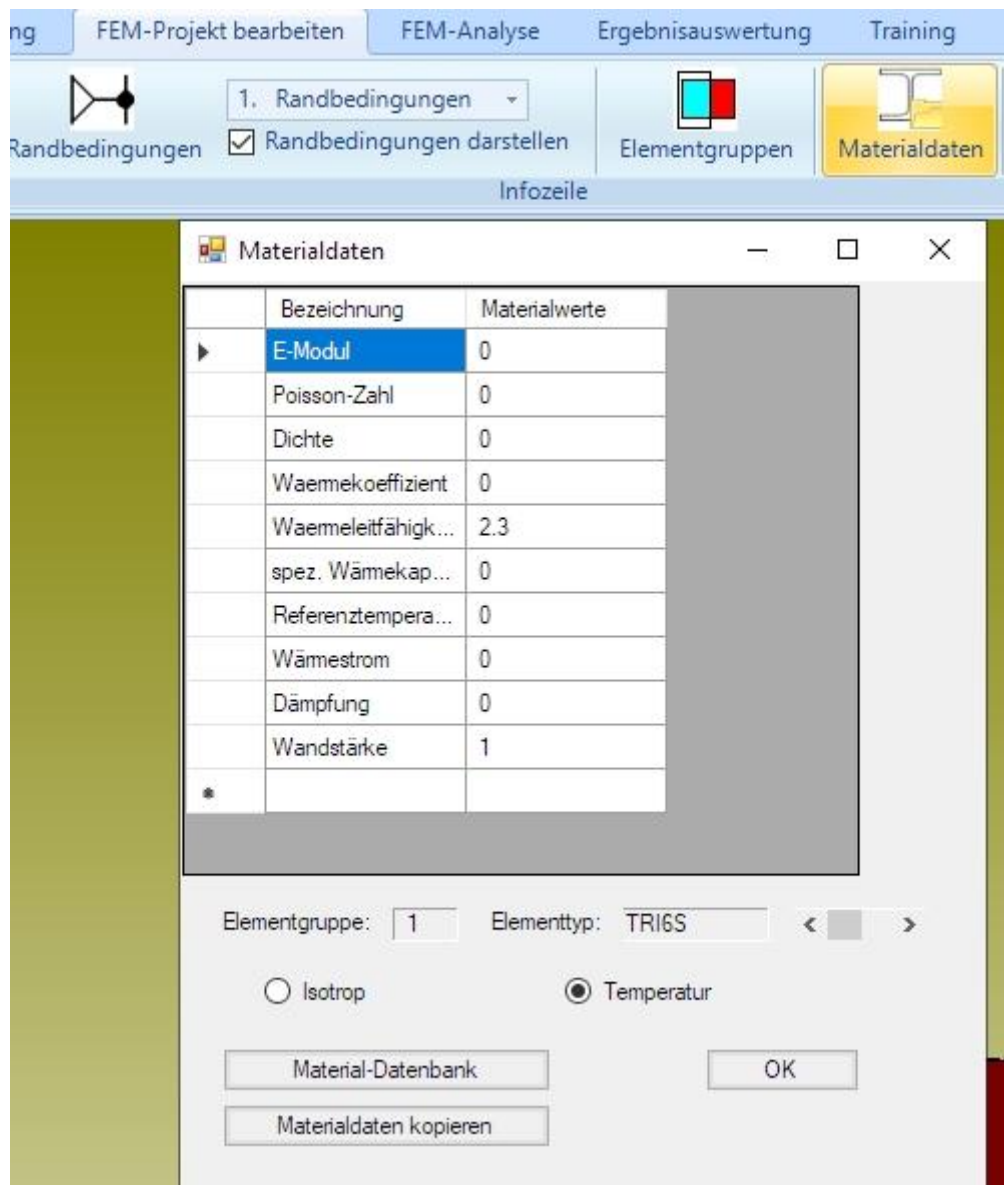 ng FEM-Projekt bearbeiten FEM-Analyse Ergebnisauswertung Training
1. Randbedingungen
Randbedingungen Randbedingungen darstellen Elementgruppen Materialdaten
Infozeile
Materialdaten
Bezeichnung Materialwerte
E-Modul 0
Poisson-Zahl 0
Dichte 0
Waermekoeffizient 0
Waermeleitfähigk... 2.3
spez. Wärmekap... 0
Referenztempera... 0
Wärmestrom 0
Dämpfung 0
Wandstärke 1
Elementgruppe: 1 Elementtyp: TRI6S
Isotrop Temperatur
Material-Datenbank OK
Materialdaten kopieren